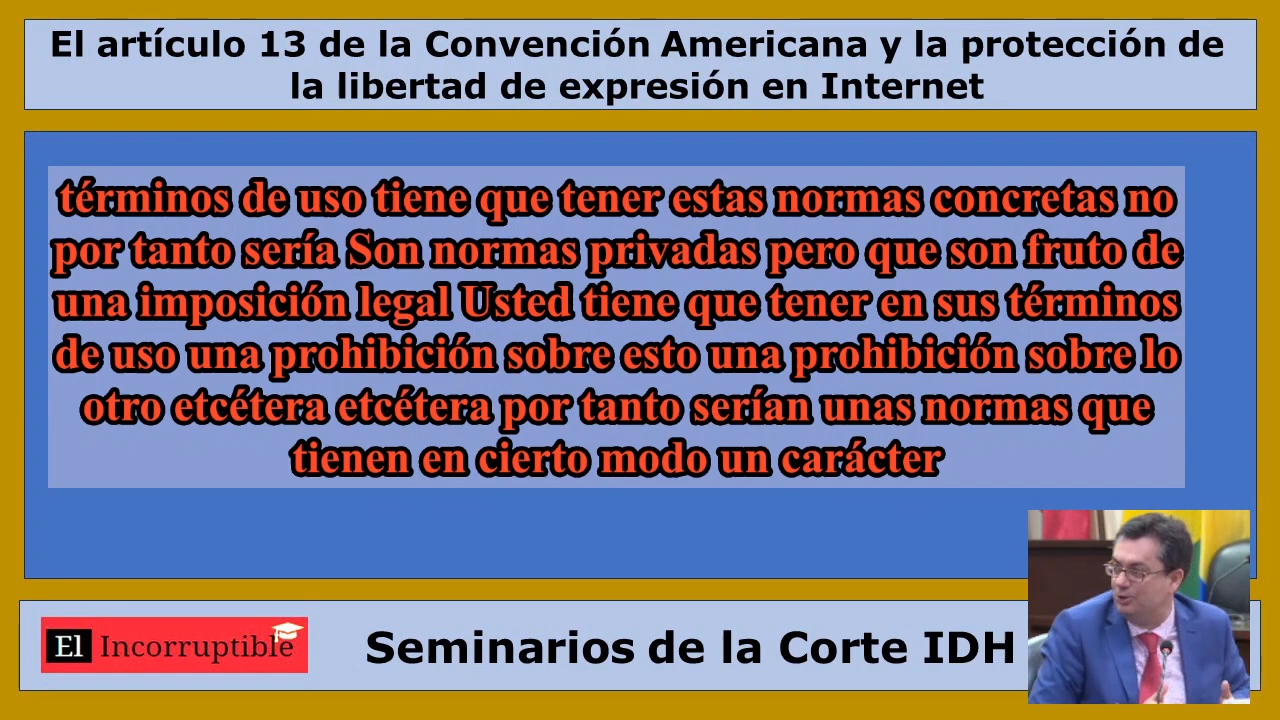 El artículo 13 de la Convención Americana y la protección de
la libertad de expresión en Internet
términos de uso tiene que tener estas normas concretas no
por tanto sería Son normas privadas pero que son fruto de
una imposición legal Usted tiene que tener en sus términos
de uso una prohibición sobre esto una prohibición sobre lo
otro etcétera etcétera por tanto serían unas normas que
tienen en cierto modo un carácter
El Incorruptible
Seminarios de la Corte IDH